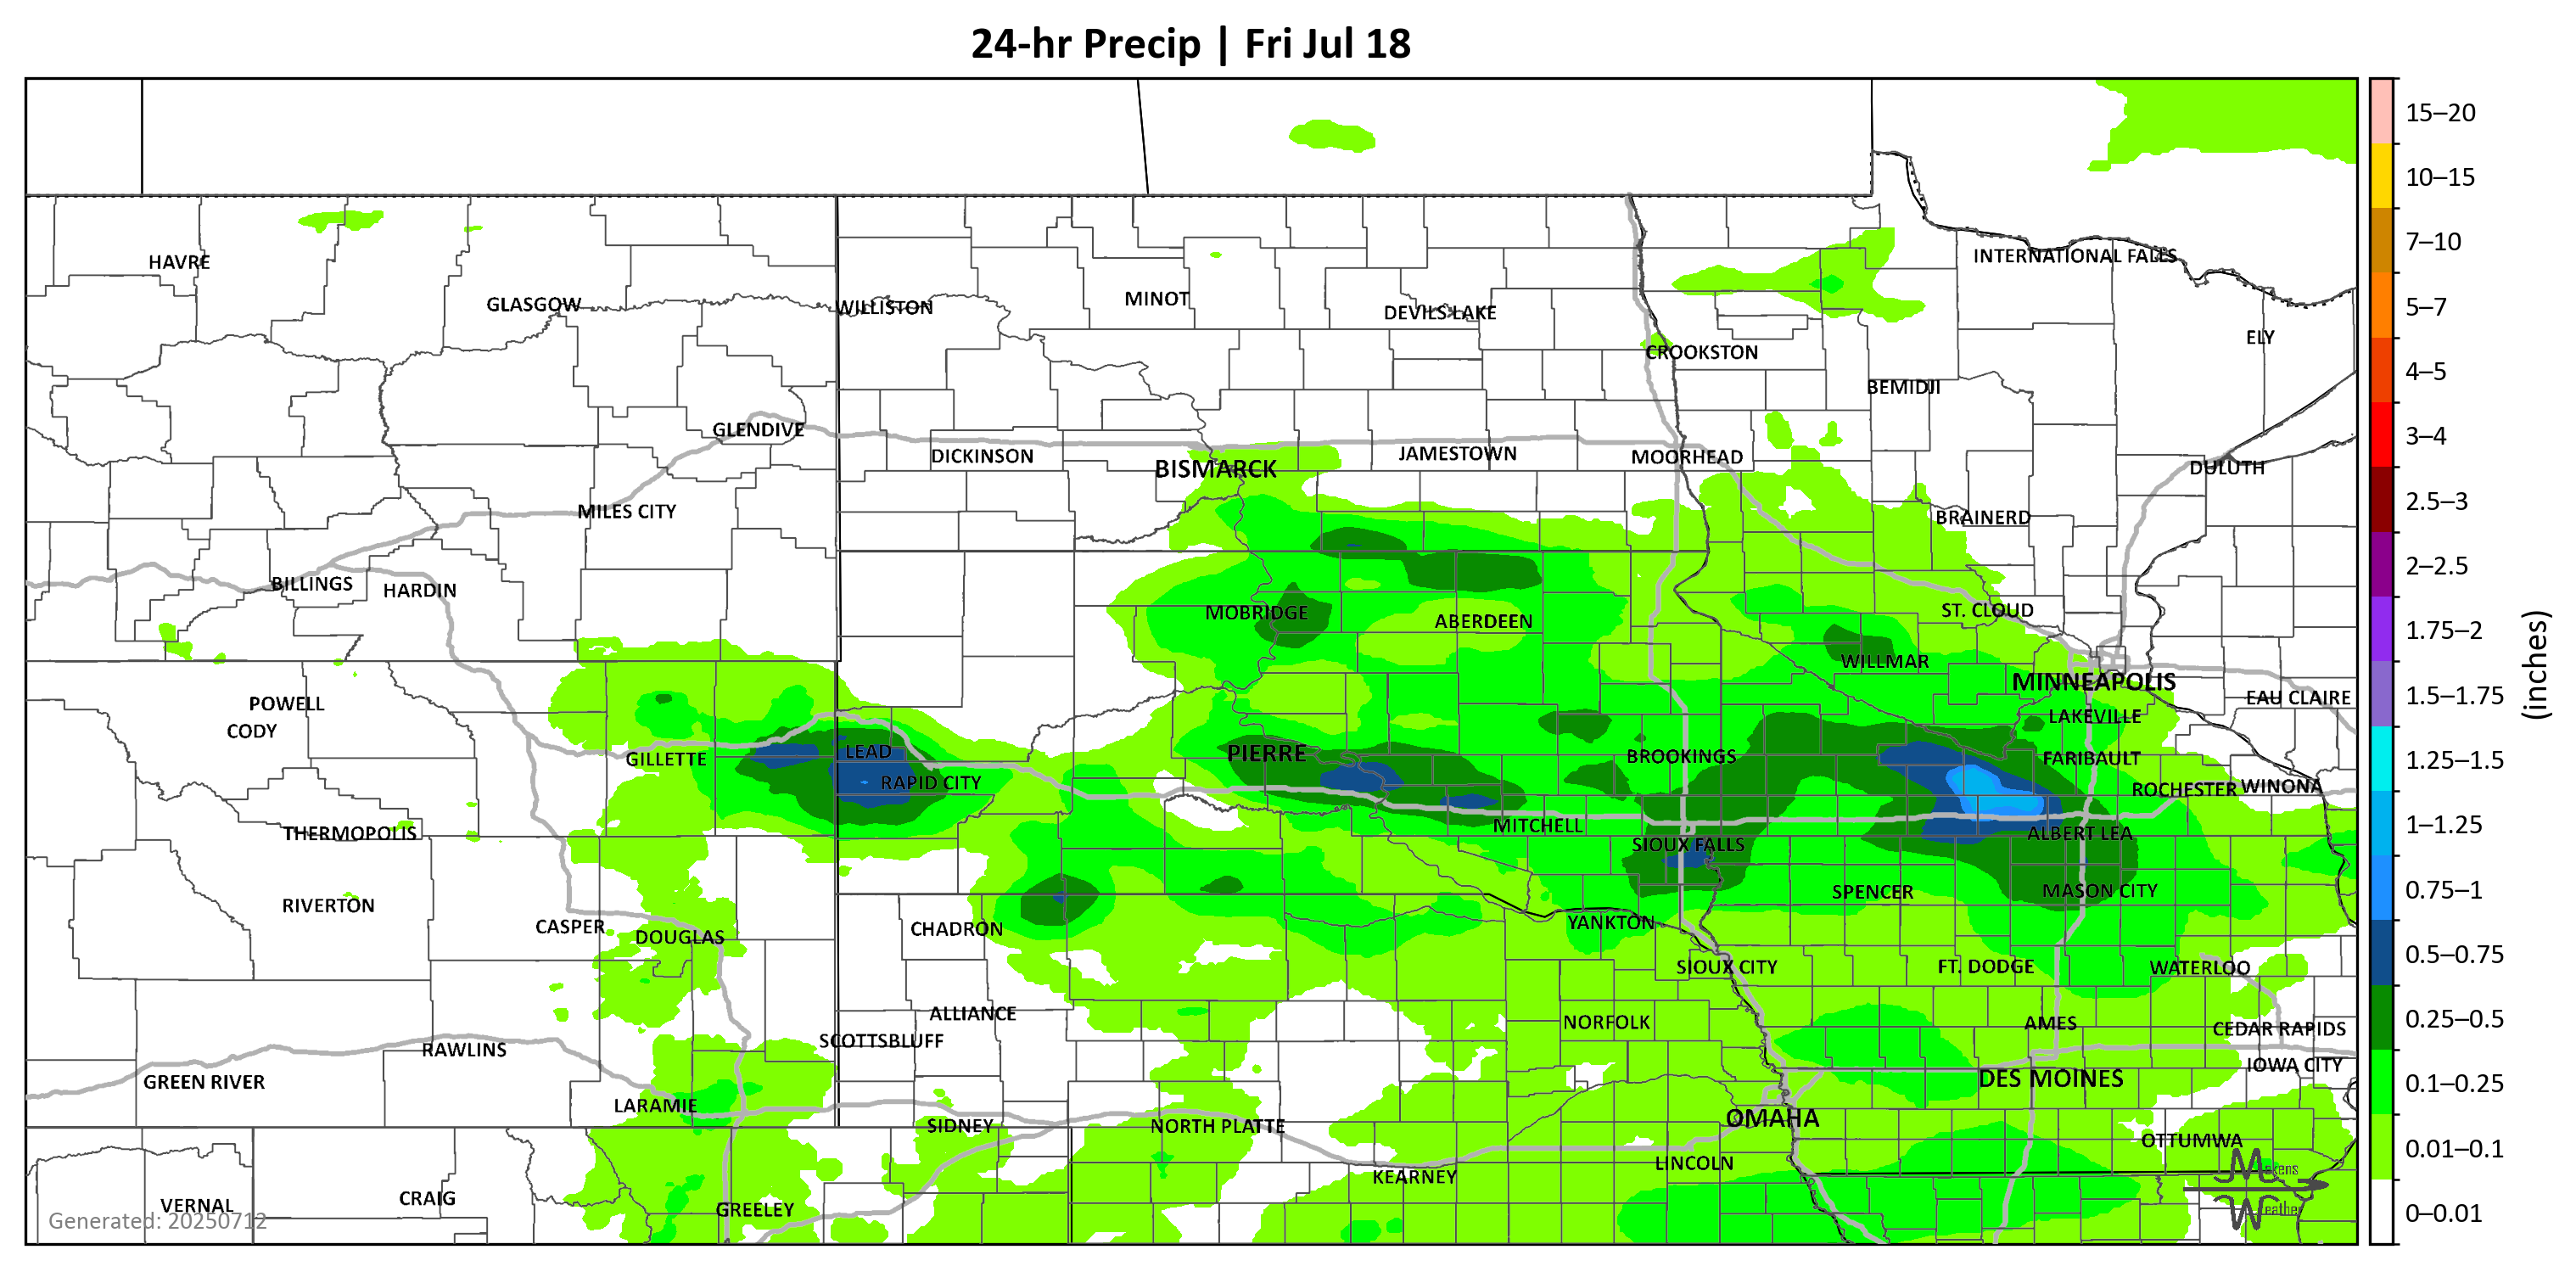 24-hr Precip | Fri Jul 18
15–20
10–15
7–10
5–7
4–5
3–4
2.5–3
2–2.5
1.75–2
1.5–1.75
1.25–1.5
1–1.25
0.75–1
0.5–0.75
0.25–0.5
0.1–0.25
0.01–0.1
0–0.01
(inches)
HAVRE
INTERNATIONAL FALLS
GLASGOW
WILLISTON
MINOT
DEVILS LAKE
ELY
CROOKSTON
BEMIDJI
GLENDIVE
DICKINSON
BISMARCK
JAMESTOWN
MOORHEAD
DULUTH
MILES CITY
BRAINERD
BILLINGS
HARDIN
MOBRIDGE
ABERDEEN
ST. CLOUD
WILLMAR
MINNEAPOLIS
EAU CLAIRE
POWELL
CODY
LAKEVILLE
GILLETTE
LEAD
PIERRE
BROOKINGS
FARIBAULT
RAPID CITY
ROCHESTER
WINONA
THERMOPOLIS
MITCHELL
ALBERT LEA
SIOUX FALLS
SPENCER
MASON CITY
RIVERTON
CASPER
DOUGLAS
CHADRON
YANKTON
SIOUX CITY
FT. DODGE
WATERLOO
ALLIANCE
NORFOLK
AMES
CEDAR RAPIDS
SCOTTSBLUFF
RAWLINS
IOWA CITY
GREEN RIVER
DES MOINES
LARAMIE
OMAHA
SIDNEY
NORTH PLATTE
OTTUMWA
LINCOLN
KEARNEY
VERNAL
CRAIG
GREELEY
Makens
Weather
Generated: 20250712